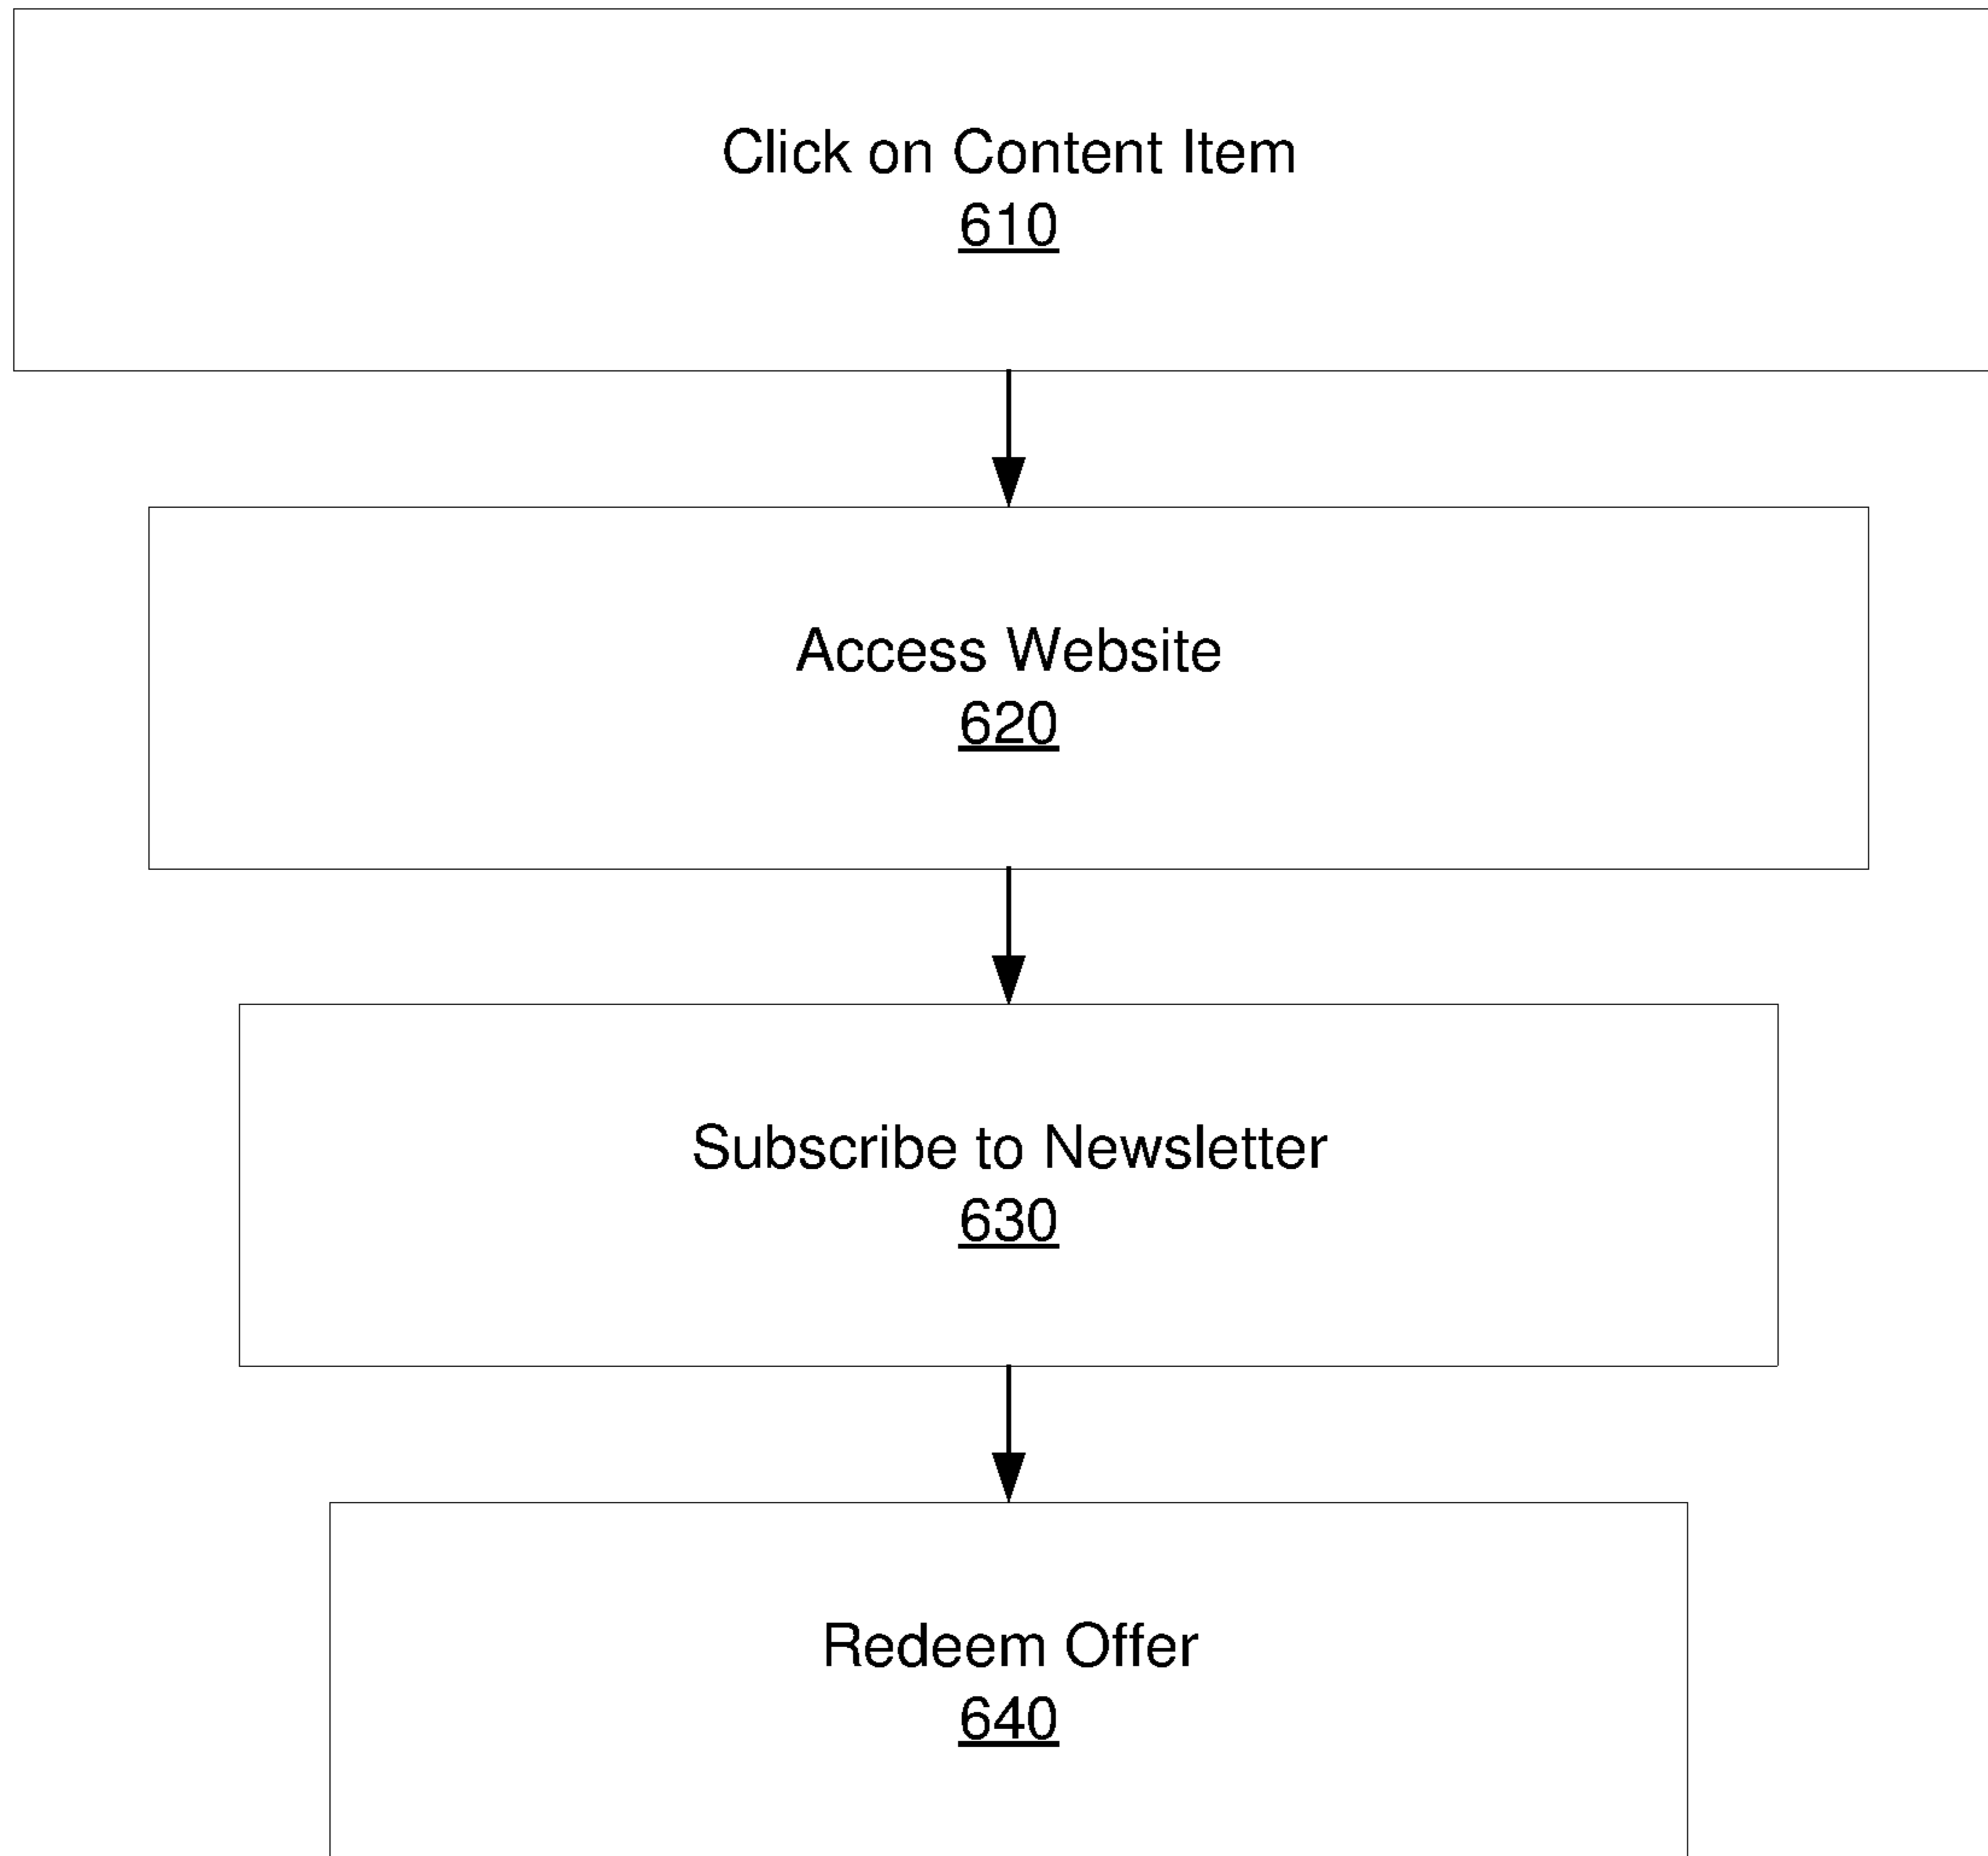 Click on Content Item
610
Access Website
620
Subscribe to Newsletter
630
Redeem Offer
640